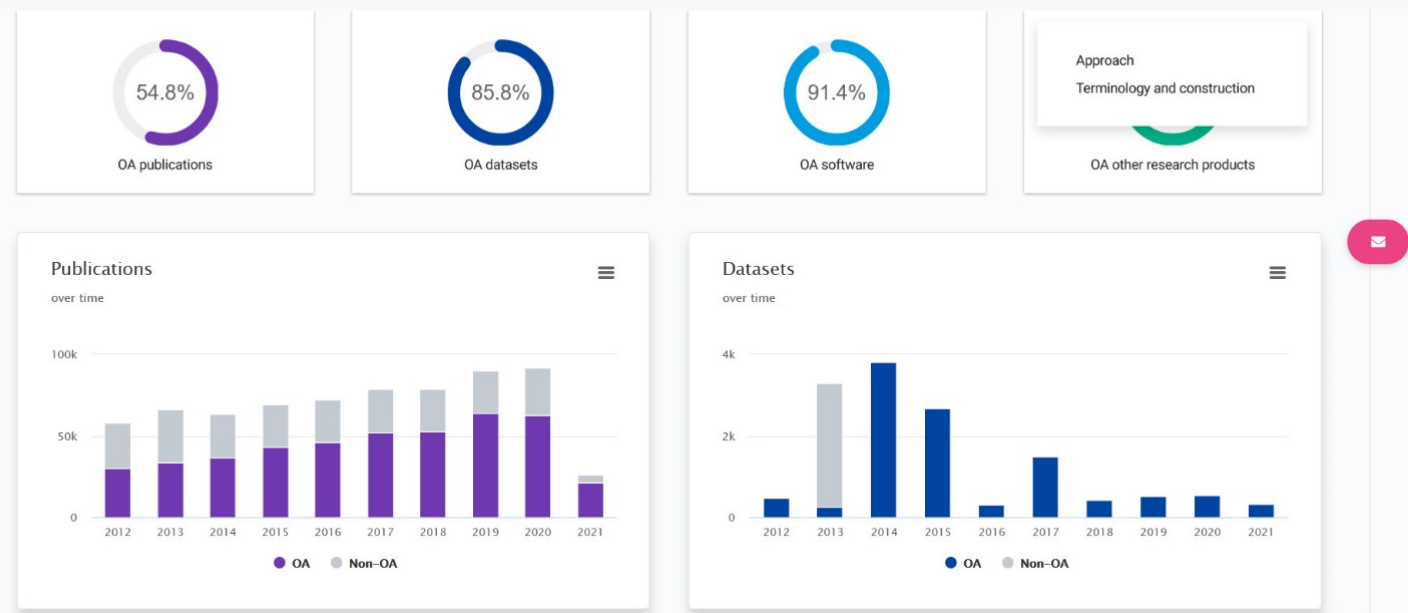 54.8%
OA publications
85.8%
OA datasets
91.4%
OA software
Approach
Terminology and construction
OA other research products
Publications
over time
100k
50k
0
2012 2013 2014 2015 2016 2017 2018 2019 2020 2021
OA Non-OA
Datasets
over time
4k
2k
0
2012 2013 2014 2015 2016 2017 2018 2019 2020 2021
OA Non-OA